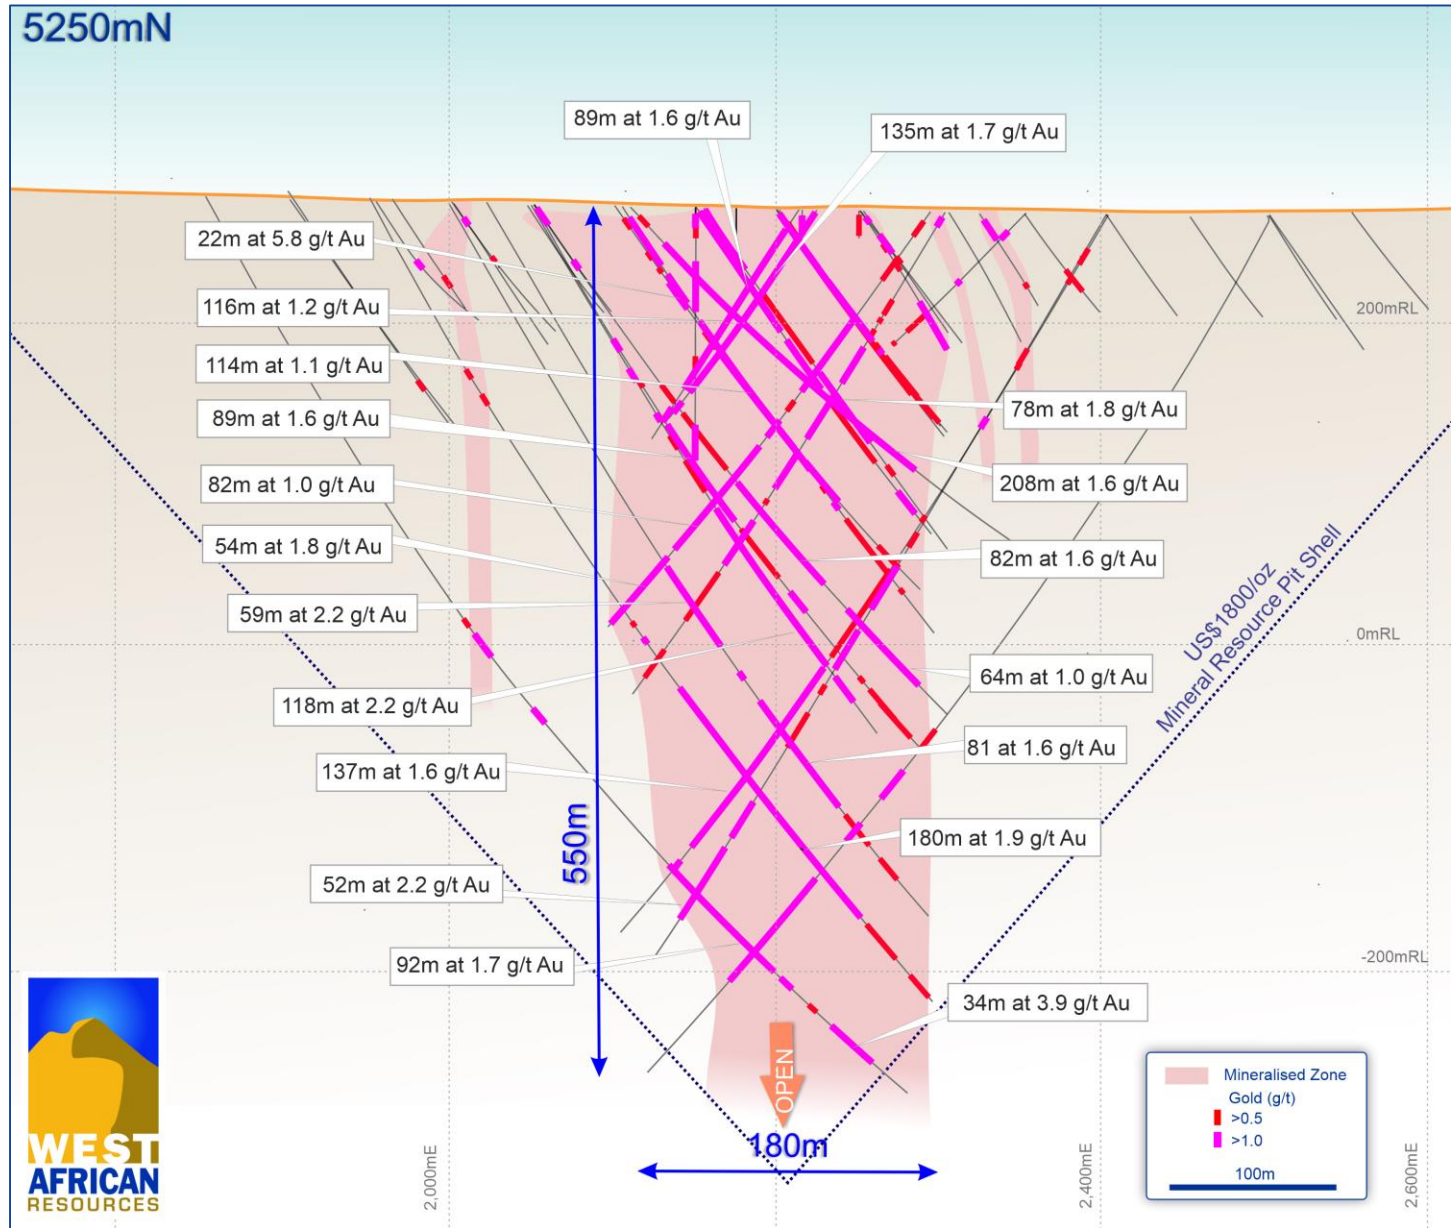 5250mN
89m at 1.6 g/t Au
135m at 1.7 g/t Au
22m at 5.8 g/t Au
116m at 1.2 g/t Au
200mRL
114m at 1.1 g/t Au
89m at 1.6 g/t Au
78m at 1.8 g/t Au
82m at 1.0 g/t Au
208m at 1.6 g/t Au
54m at 1.8 g/t Au
82m at 1.6 g/t Au
59m at 2.2 g/t Au
US$1800/oz
Mineral Resource Pit Shell
0mRL
64m at 1.0 g/t Au
118m at 2.2 g/t Au
81 at 1.6 g/t Au
137m at 1.6 g/t Au
550m
180m at 1.9 g/t Au
52m at 2.2 g/t Au
92m at 1.7 g/t Au
-200mRL
34m at 3.9 g/t Au
OPEN
180m
2,000mE
2,400mE
2,600mE
Mineralised Zone
Gold (g/t)
>0.5
>1.0
100m
WEST
AFRICAN
RESOURCES